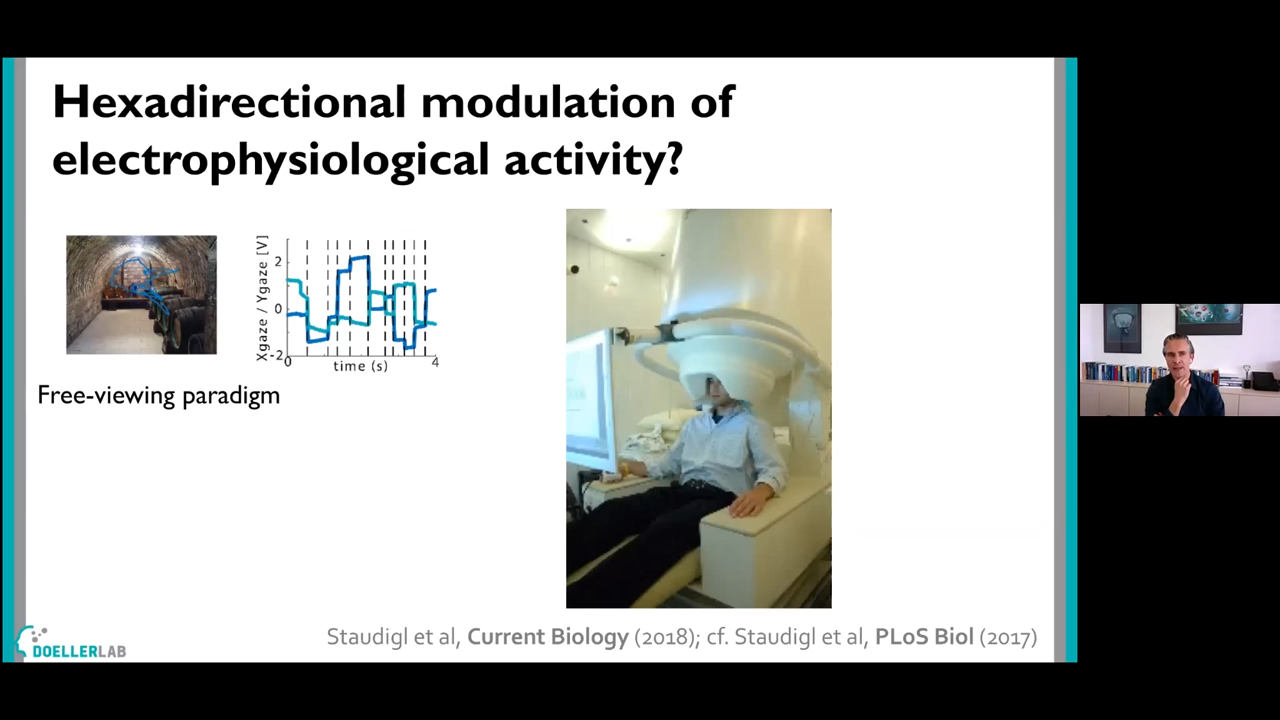 Hexadirectional modulation of
electrophysiological activity?
Xgaze / Ygaze [V]
2
0
-2
0
time (s)
4
Free-viewing paradigm
Staudigl et al, Current Biology (2018); cf. Staudigl et al, PLoS Biol (2017)
DOELLERLAB